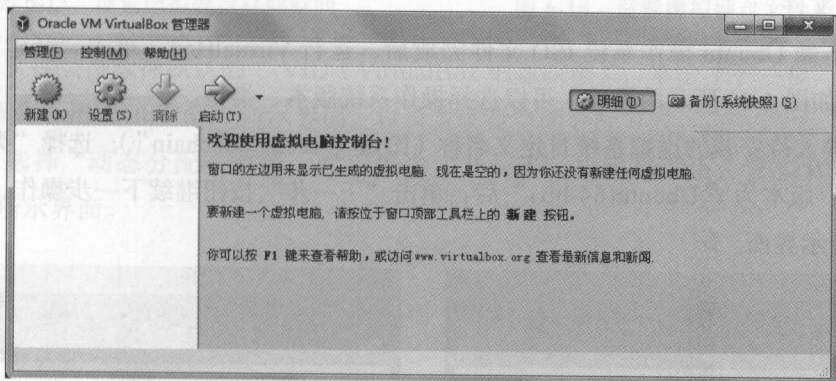 Oracle VM VirtualBox 管理器
管理(F) 控制(M) 帮助(H)
新建(N) 设置(S) 清除 启动(T) 明细(D) 备份[系统快照](S)
欢迎使用虚拟电脑控制台!
窗口的左边用来显示已生成的虚拟电脑. 现在是空的,因为你还没有新建任何虚拟电脑.
要新建一个虚拟电脑, 请按位于窗口顶部工具栏上的 新建 按钮。
你可以按 F1 键来查看帮助,或访问www.virtualbox.org 查看最新信息和新闻.